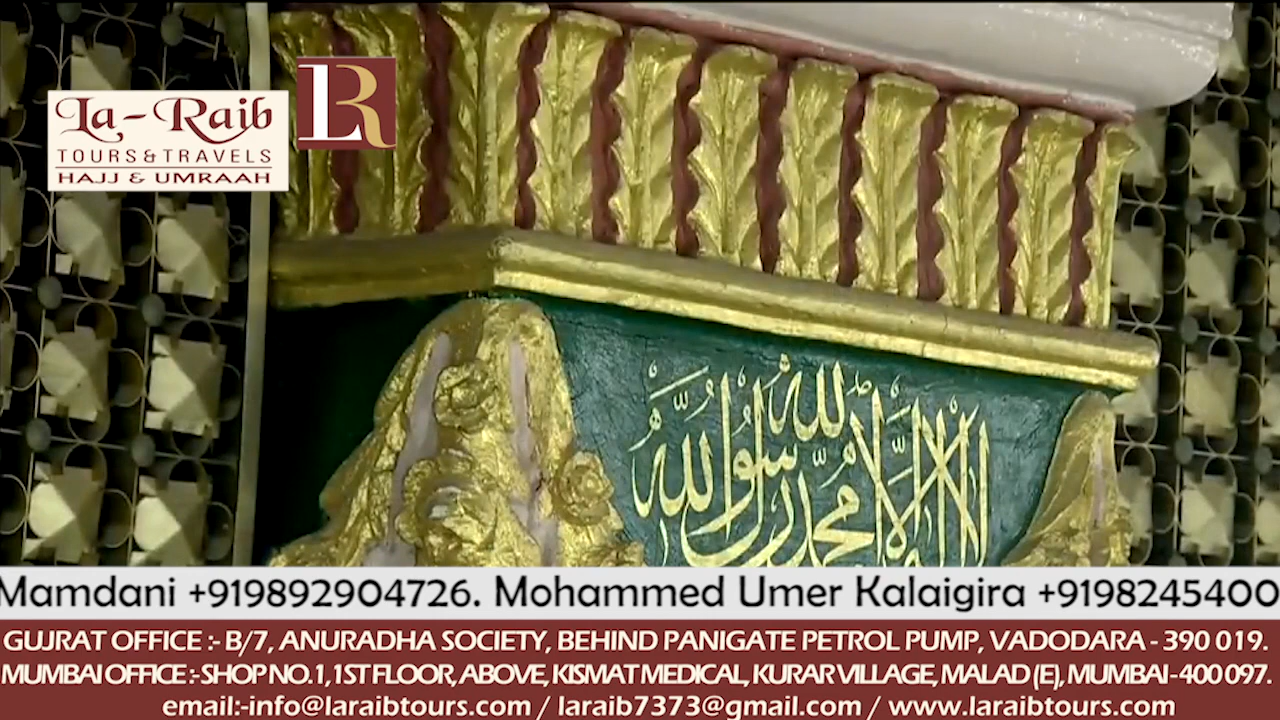 La-Raib
TOURS & TRAVELS
HAJJ & UMRAAH
LR
لا إله إلا الله محمد رسول الله
Mamdani +919892904726. Mohammed Umer Kalaigira +9198245400
GUJRAT OFFICE :- B/7, ANURADHA SOCIETY, BEHIND PANIGATE PETROL PUMP, VADODARA - 390 019.
MUMBAI OFFICE :- SHOP NO. 1, 1ST FLOOR, ABOVE, KISMAT MEDICAL, KURAR VILLAGE, MALAD (E), MUMBAI - 400 097.
email:-info@laraibtours.com / laraib7373@gmail.com / www.laraibtours.com